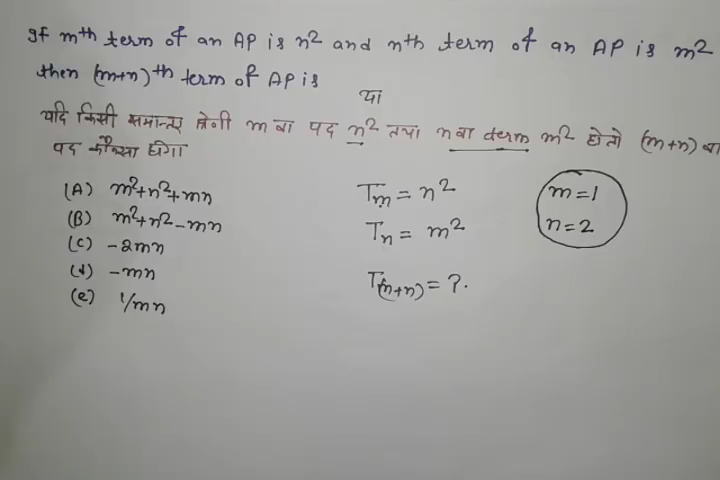 If mth term of an AP is n² and nth term of an AP is m²
then (m+n)th term of AP is
या
यदि किसी समान्तर श्रेणी m वा पद n² तथा n वा term m² हो तो (m+n) वा
पद कौनसा होगा
(A) m²+n²+mn
(B) m²+n²-mn
(C) -2mn
(d) -mn
(e) 1/mn
Tm = n²
Tn = m²
T(m+n) = ?.
m=1
n=2